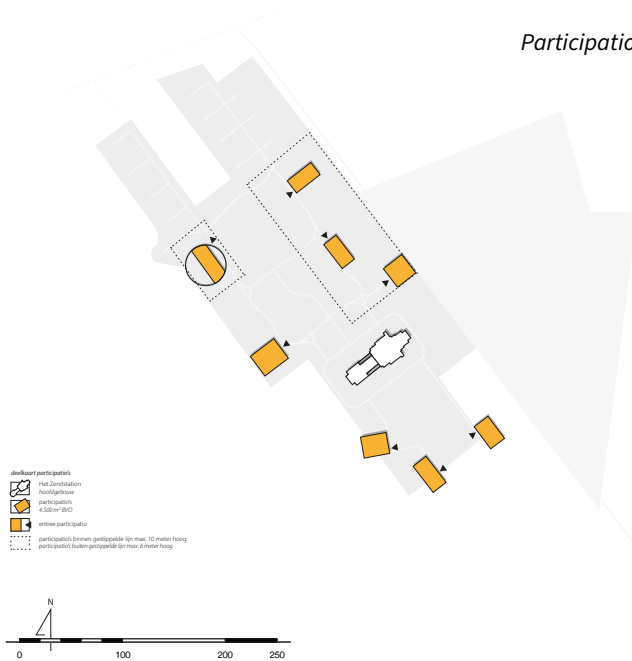 Participatio
deelkaart participatio's
Het Zendstation
hoofdgebouw
participatio's
4.500 m² BVO
entree participatio
participatio's binnen gestippelde lijn max. 10 meter hoog
participatio's buiten gestippelde lijn max. 6 meter hoog
N
0 100 200 250